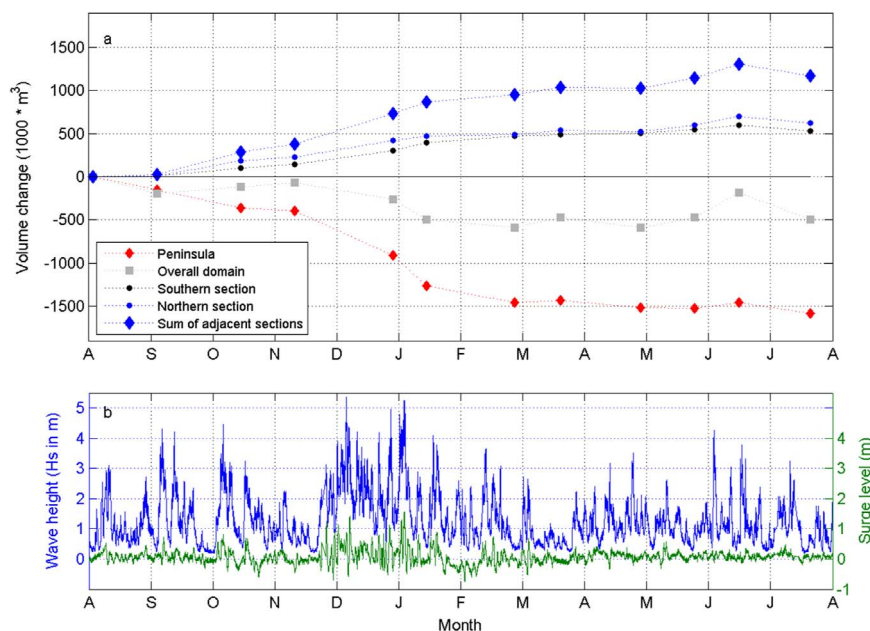 a
1500
1000
500
0
-500
-1000
-1500
Volume change (1000 * m³)
Peninsula
Overall domain
Southern section
Northern section
Sum of adjacent sections
A S O N D J F M A M J J A
b
5
4
3
2
1
0
Wave height (Hs in m)
4
3
2
1
0
-1
Surge level (m)
A S O N D J F M A M J J A
Month